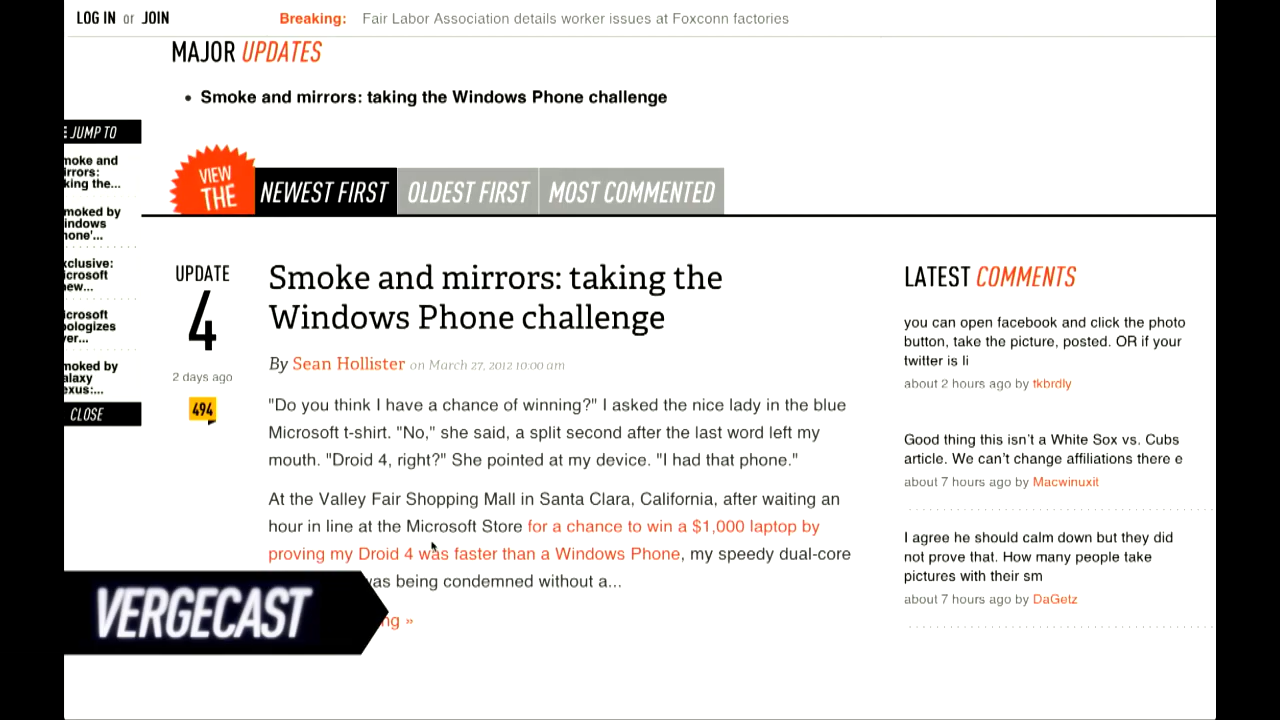 LOG IN or JOIN
Breaking: Fair Labor Association details worker issues at Foxconn factories
MAJOR UPDATES
• Smoke and mirrors: taking the Windows Phone challenge
JUMP TO
moke and
irrors:
king the...
moked by
indows
hone'...
xclusive:
icrosoft
ew...
icrosoft
pologizes
ver...
moked by
alaxy
exus:...
CLOSE
VIEW THE
NEWEST FIRST
OLDEST FIRST
MOST COMMENTED
UPDATE
4
2 days ago
494
Smoke and mirrors: taking the
Windows Phone challenge
By Sean Hollister on March 27, 2012 10:00 am
"Do you think I have a chance of winning?" I asked the nice lady in the blue
Microsoft t-shirt. "No," she said, a split second after the last word left my
mouth. "Droid 4, right?" She pointed at my device. "I had that phone."
At the Valley Fair Shopping Mall in Santa Clara, California, after waiting an
hour in line at the Microsoft Store for a chance to win a $1,000 laptop by
proving my Droid 4 was faster than a Windows Phone, my speedy dual-core
was being condemned without a...
ng »
LATEST COMMENTS
you can open facebook and click the photo
button, take the picture, posted. OR if your
twitter is li
about 2 hours ago by tkbrdly
Good thing this isn't a White Sox vs. Cubs
article. We can't change affiliations there e
about 7 hours ago by Macwinuxit
I agree he should calm down but they did
not prove that. How many people take
pictures with their sm
about 7 hours ago by DaGetz
VERGECAST